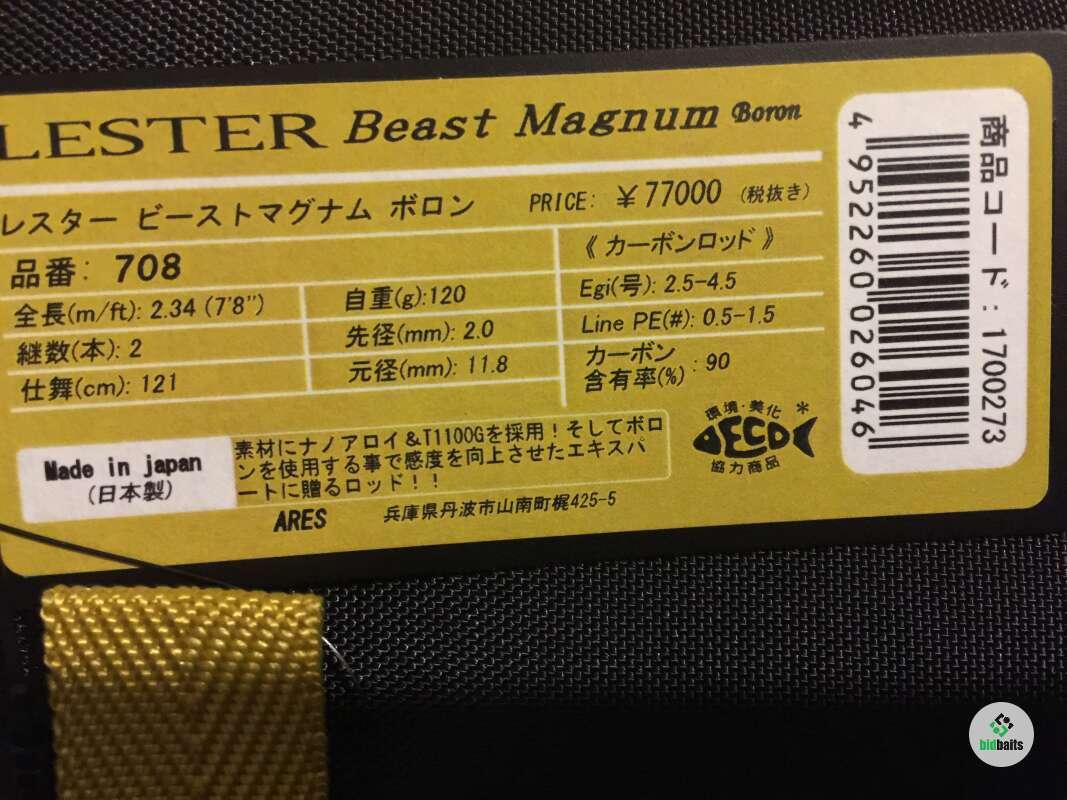 LESTER Beast Magnum Boron
レスター ビーストマグナム ボロン PRICE: ¥77000 (税抜き)
品番: 708
全長(m/ft): 2.34 (7'8")
継数(本): 2
仕舞(cm): 121
自重(g):120
先径(mm): 2.0
元径(mm): 11.8
《 カーボンロッド 》
Egi(号): 2.5-4.5
Line PE(#): 0.5-1.5
カーボン
含有率(%) : 90
Made in japan
(日本製)
素材にナノアロイ&T1100Gを採用!そしてボロ
ンを使用する事で感度を向上させたエキスパ
ートに贈るロッド!!
ARES 兵庫県丹波市山南町梶425-5
環境・美化*
DECO
協力商品
商品コード: 1700273
4 952260 026046
bidbaits